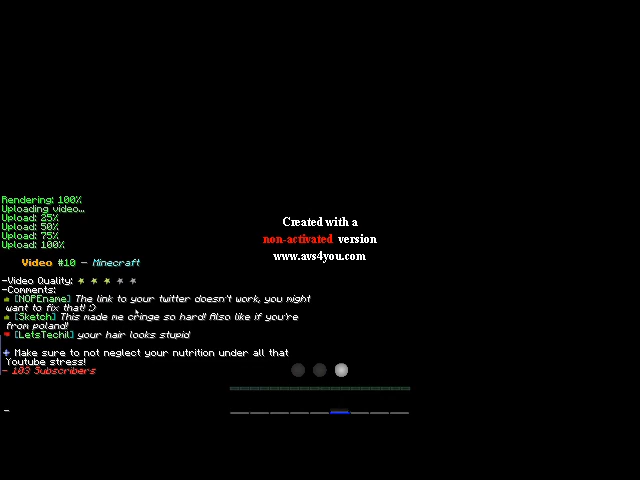 Rendering: 100%
Uploading video...
Upload: 25%
Upload: 50%
Upload: 75%
Upload: 100%
Video #10 - Minecraft
-Video Quality: ★ ★ ★ ★ ★
-Comments:
[NOPEname] The link to your twitter doesn't work, you might
want to fix that! :)
[Sketch] This made me cringe so hard! Also like if you're
from poland!
[LetsTechil] your hair looks stupid
+ Make sure to not neglect your nutrition under all that
Youtube stress!
- 103 Subscribers
Created with a
non-activated version
www.avs4you.com